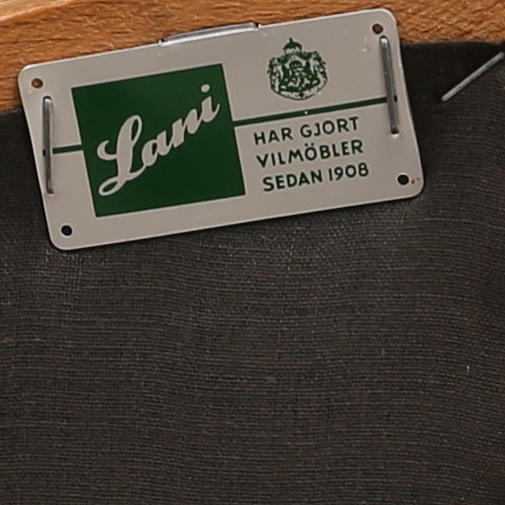 Lani
HAR GJORT
VILMÖBLER
SEDAN 1908